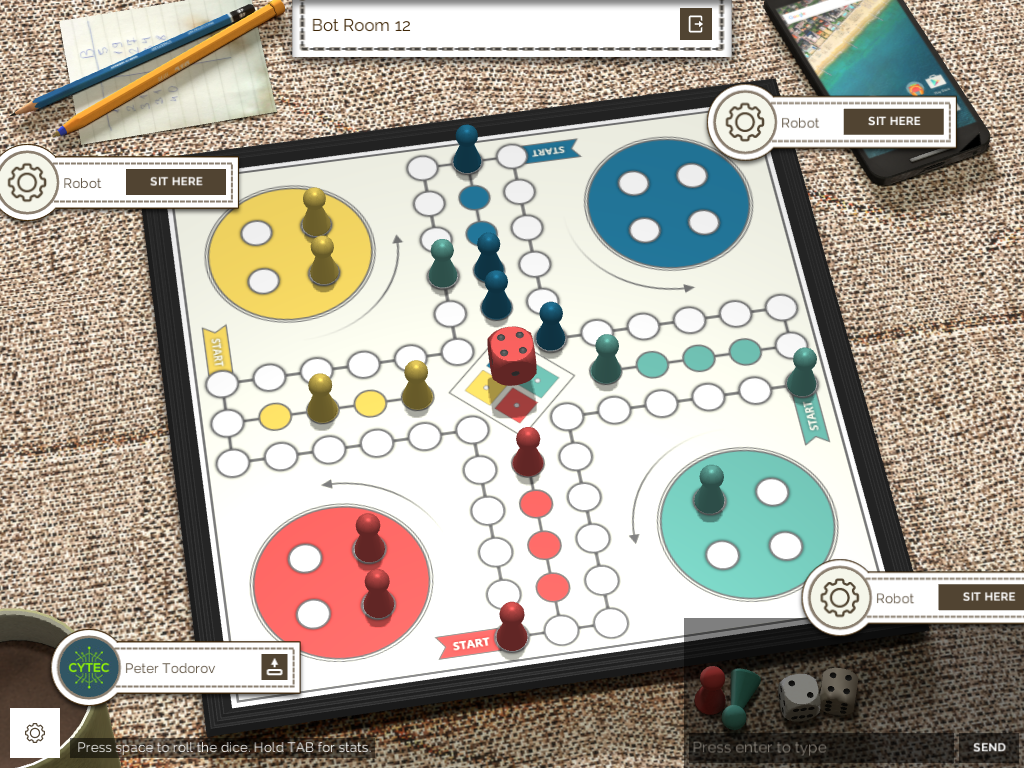 Bot Room 12
Robot
SIT HERE
Robot
SIT HERE
START
START
START
START
Robot
SIT HERE
CYTEC
Peter Todorov
Press space to roll the dice. Hold TAB for stats.
Press enter to type
SEND